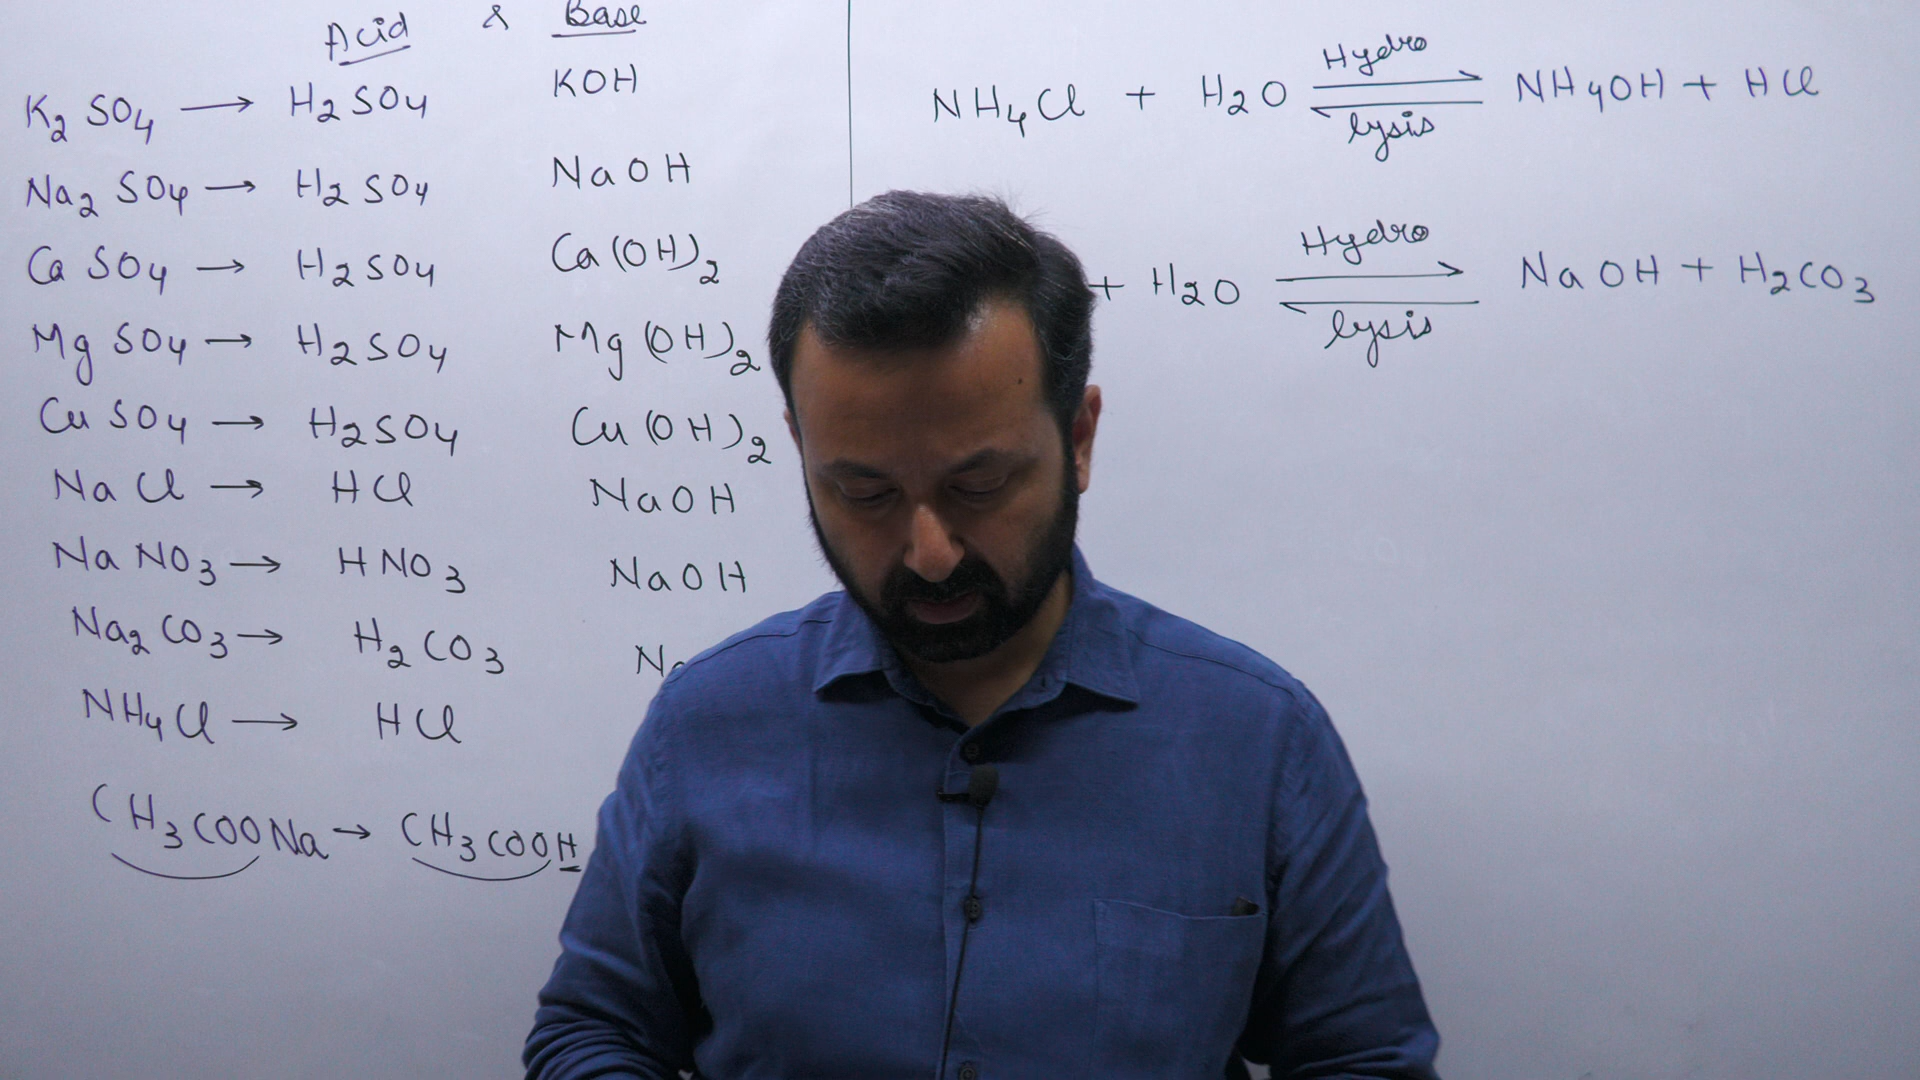 Acid & Base
K2SO4 → H2SO4 KOH
Na2SO4 → H2SO4 NaOH
CaSO4 → H2SO4 Ca(OH)2
MgSO4 → H2SO4 Mg(OH)2
CuSO4 → H2SO4 Cu(OH)2
NaCl → HCl NaOH
NaNO3 → HNO3 NaOH
Na2CO3 → H2CO3
NH4Cl → HCl
CH3COONa → CH3COOH
Hydro
NH4Cl + H2O ⇌ NH4OH + HCl
lysis
Hydro
+ H2O ⇌ NaOH + H2CO3
lysis